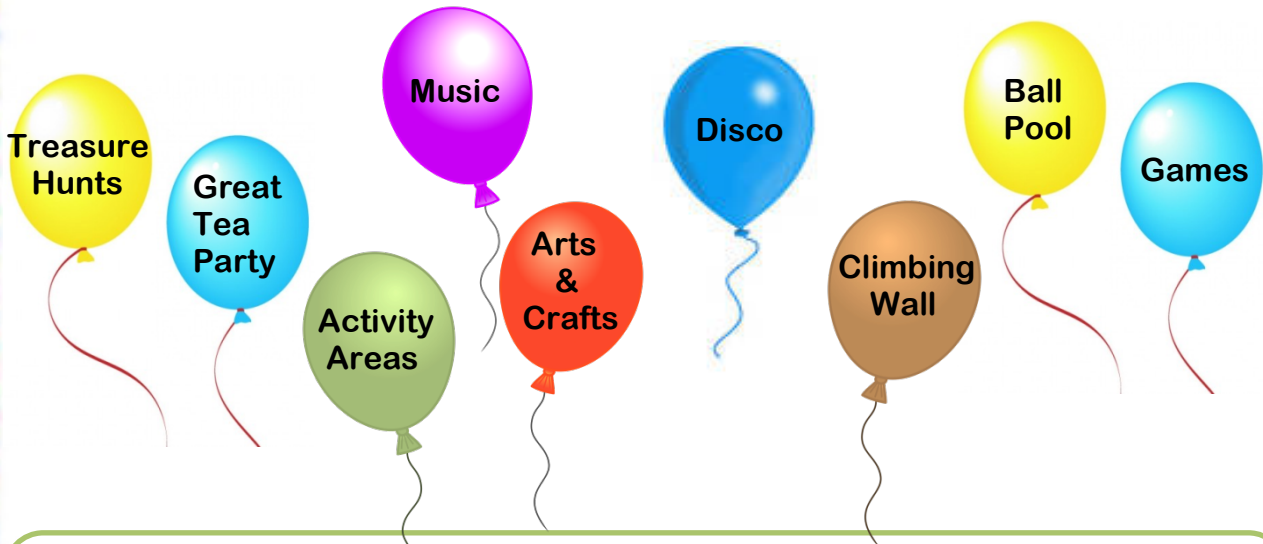 Treasure
Hunts
Great
Tea
Party
Activity
Areas
Music
Arts
&
Crafts
Disco
Climbing
Wall
Ball
Pool
Games